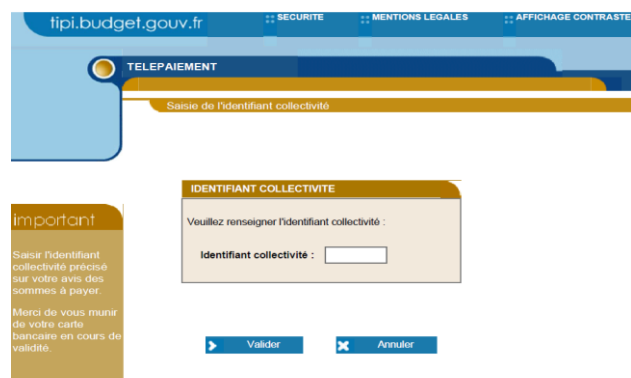 tipi.budget.gouv.fr
:: SECURITE
:: MENTIONS LEGALES
:: AFFICHAGE CONTRASTE
TELEPAIEMENT
Saisie de l'identifiant collectivité
IDENTIFIANT COLLECTIVITE
Veuillez renseigner l'identifiant collectivité :
Identifiant collectivité :
important
Saisir l'identifiant
collectivité précisé
sur votre avis des
sommes à payer.
Merci de vous munir
de votre carte
bancaire en cours de
validité.
Valider
Annuler